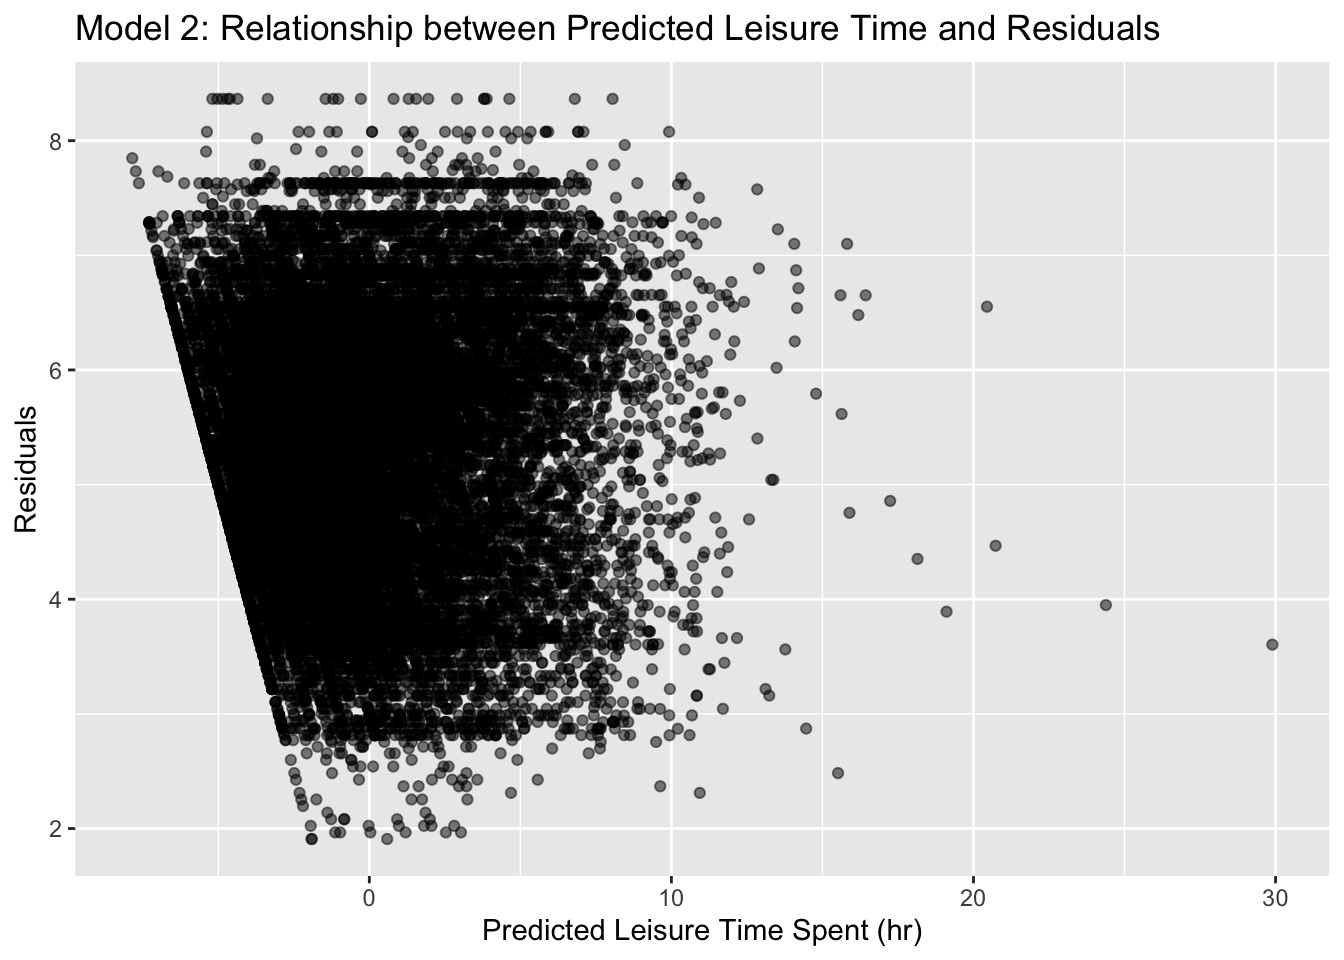 Model 2: Relationship between Predicted Leisure Time and Residuals
8
6
4
2
Residuals
0 10 20 30
Predicted Leisure Time Spent (hr)